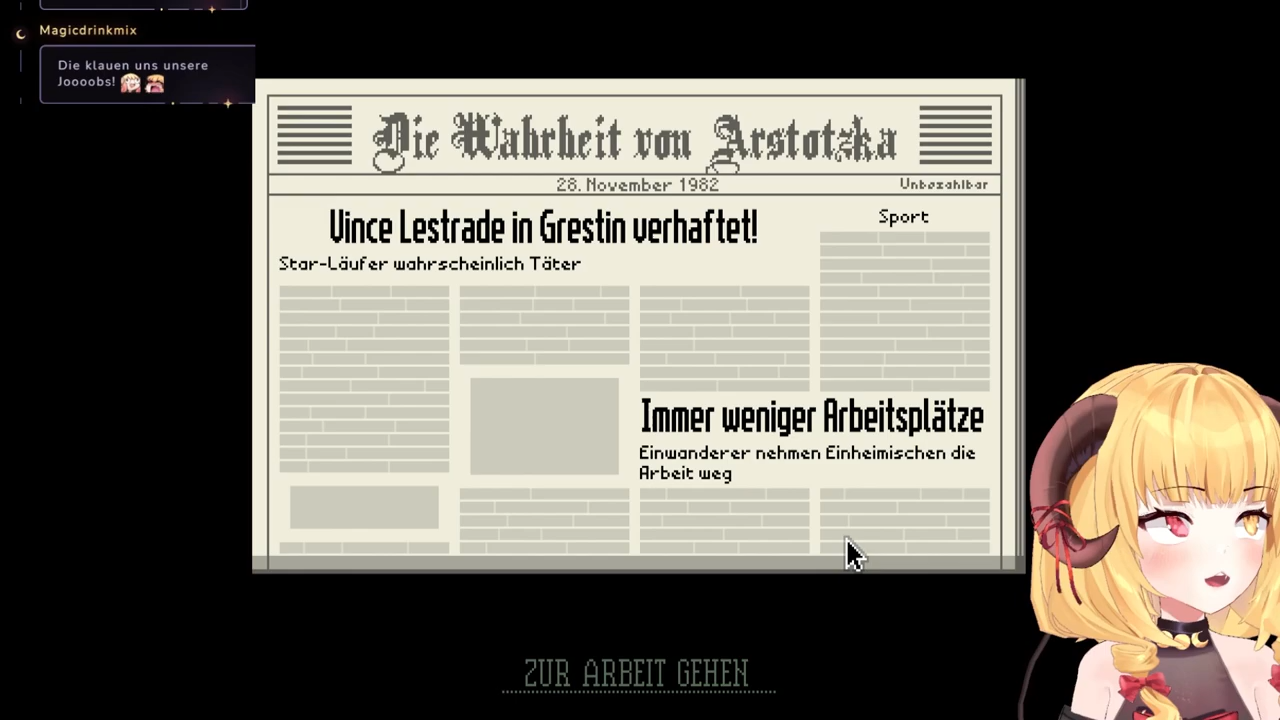 Magicdrinkmix
Die klauen uns unsere
Joooobs!
Die Wahrheit von Arstotzka
28. November 1982
Unbezahlbar
Vince Lestrade in Grestin verhaftet!
Star-Läufer wahrscheinlich Täter
Sport
Immer weniger Arbeitsplätze
Einwanderer nehmen Einheimischen die
Arbeit weg
ZUR ARBEIT GEHEN